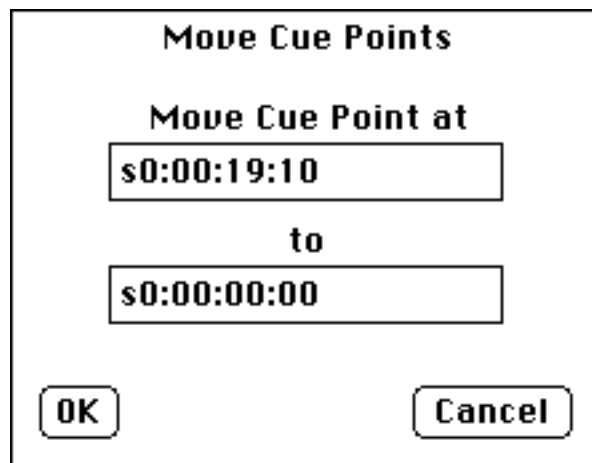 Move Cue Points
Move Cue Point at
s0:00:19:10
to
s0:00:00:00
OK Cancel